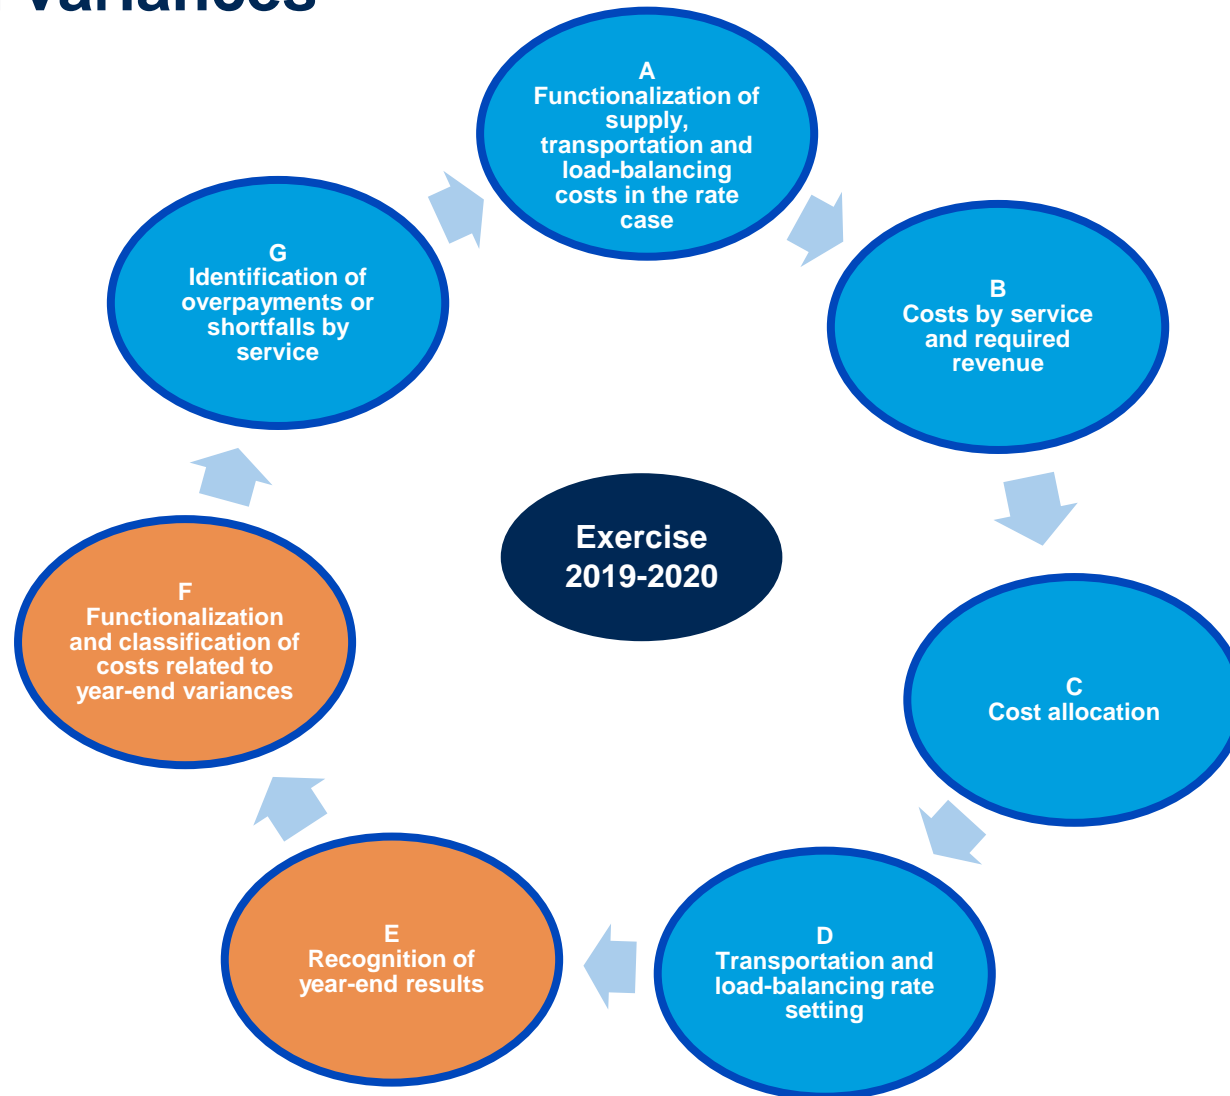 variances
A
Functionalization of
supply,
transportation and
load-balancing
costs in the rate
case
B
Costs by service
and required
revenue
C
Cost allocation
D
Transportation and
load-balancing rate
setting
E
Recognition of
year-end results
F
Functionalization
and classification of
costs related to
year-end variances
G
Identification of
overpayments or
shortfalls by
service
Exercise
2019-2020